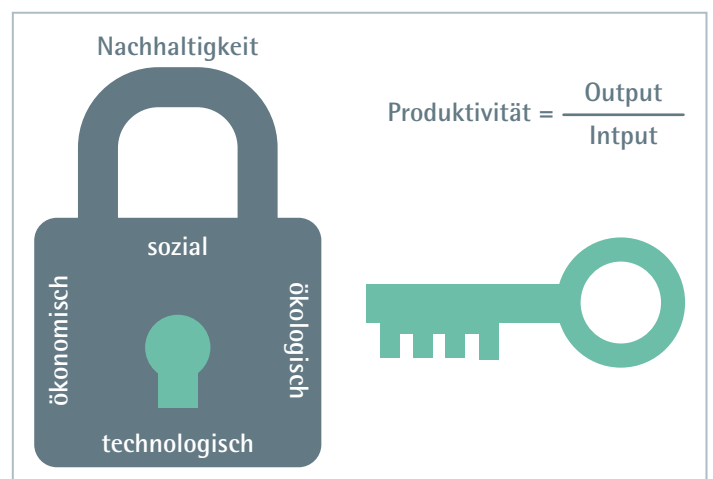 Nachhaltigkeit
Produktivität = Output
Intput
sozial
ökonomisch
ökologisch
technologisch